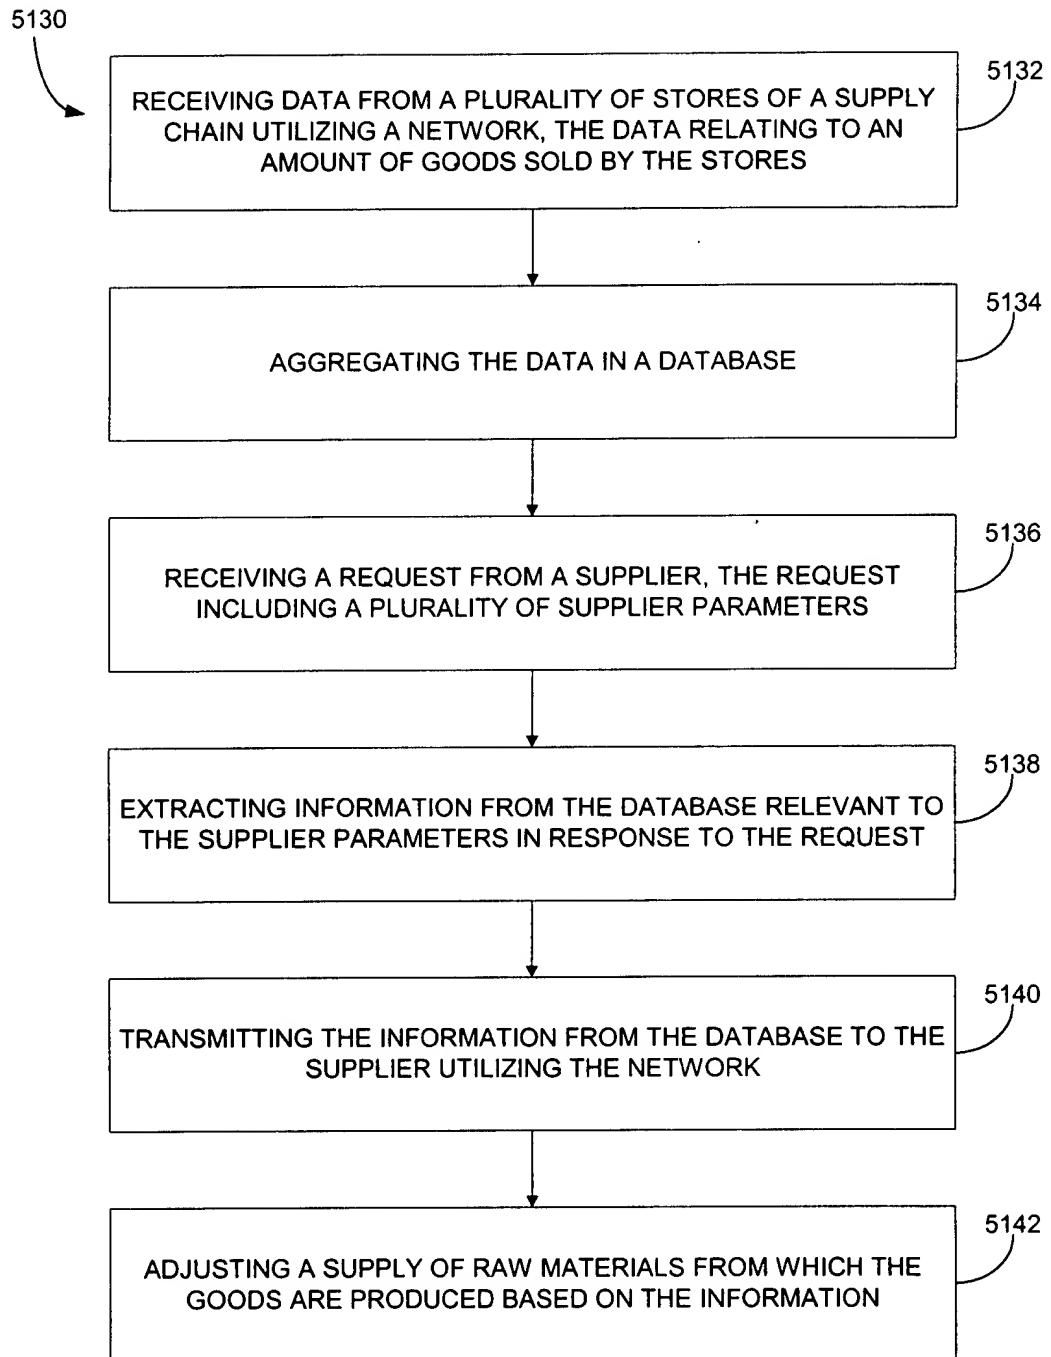 5130
5132
RECEIVING DATA FROM A PLURALITY OF STORES OF A SUPPLY
CHAIN UTILIZING A NETWORK, THE DATA RELATING TO AN
AMOUNT OF GOODS SOLD BY THE STORES
5134
AGGREGATING THE DATA IN A DATABASE
5136
RECEIVING A REQUEST FROM A SUPPLIER, THE REQUEST
INCLUDING A PLURALITY OF SUPPLIER PARAMETERS
5138
EXTRACTING INFORMATION FROM THE DATABASE RELEVANT TO
THE SUPPLIER PARAMETERS IN RESPONSE TO THE REQUEST
5140
TRANSMITTING THE INFORMATION FROM THE DATABASE TO THE
SUPPLIER UTILIZING THE NETWORK
5142
ADJUSTING A SUPPLY OF RAW MATERIALS FROM WHICH THE
GOODS ARE PRODUCED BASED ON THE INFORMATION